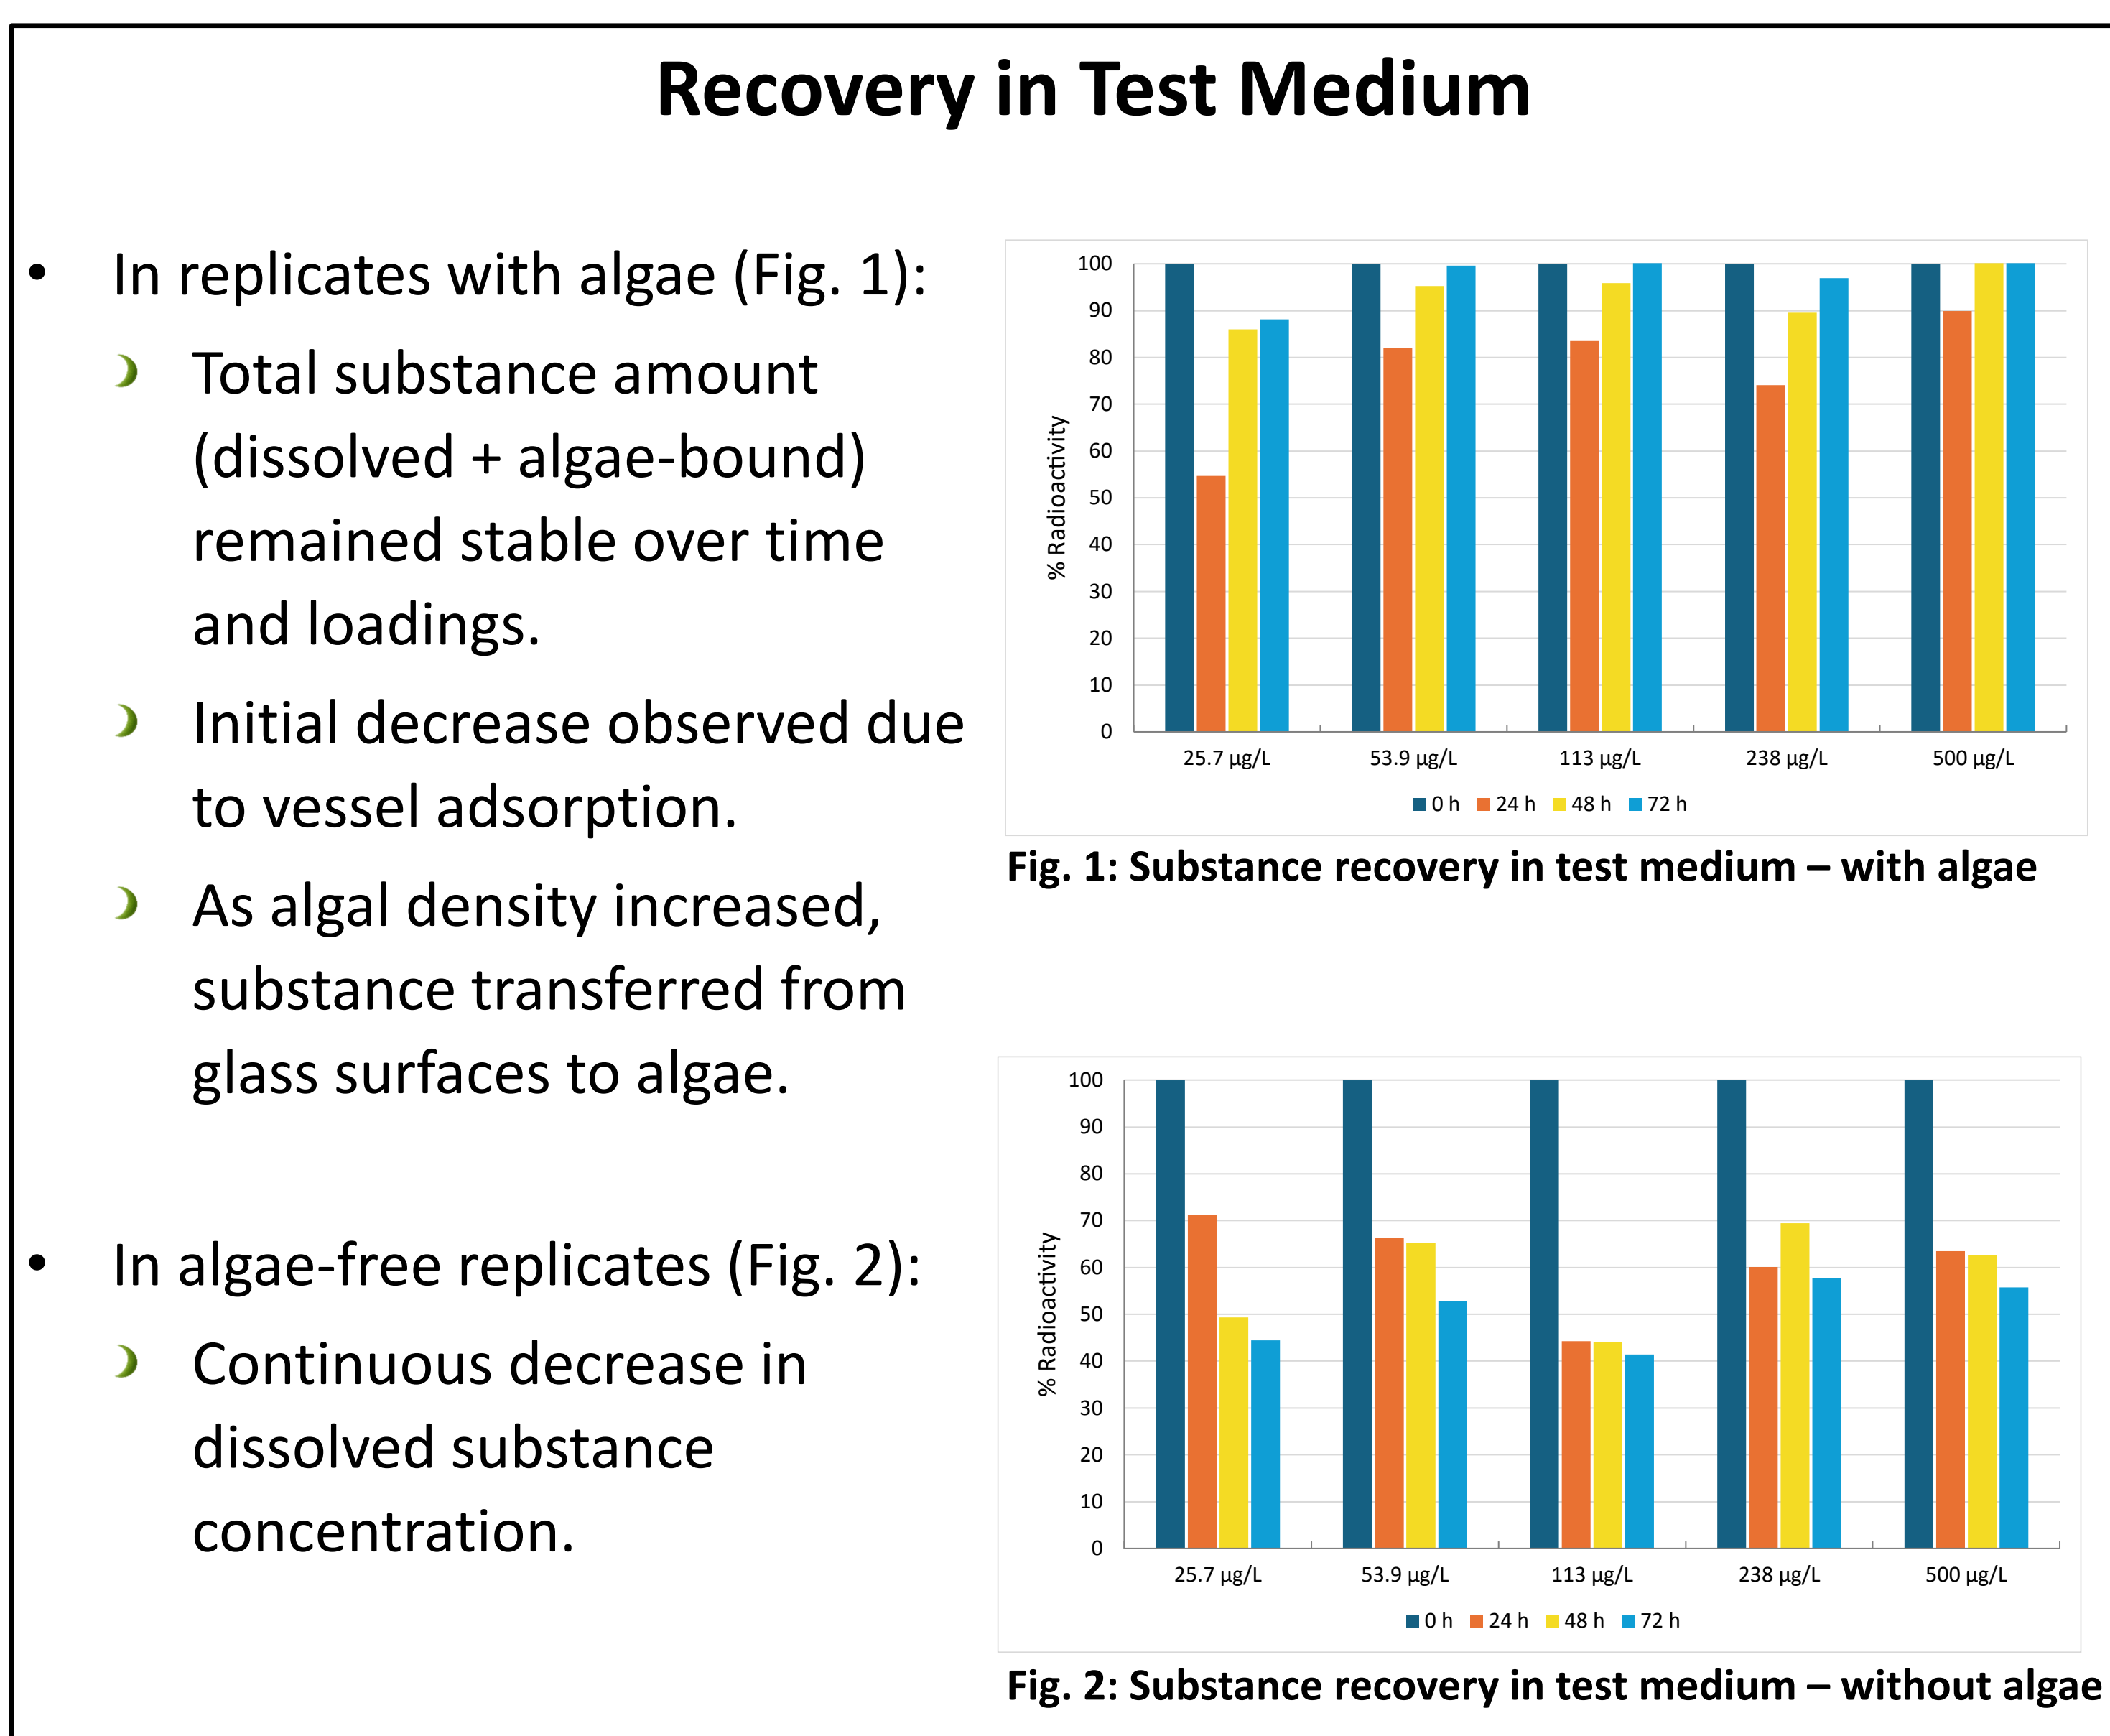 Recovery in Test Medium
• In replicates with algae (Fig. 1):
Total substance amount
(dissolved + algae-bound)
remained stable over time
and loadings.
Initial decrease observed due
to vessel adsorption.
As algal density increased,
substance transferred from
glass surfaces to algae.
• In algae-free replicates (Fig. 2):
Continuous decrease in
dissolved substance
concentration.
% Radioactivity
100
90
80
70
60
50
40
30
20
10
0
25.7 µg/L 53.9 µg/L 113 µg/L 238 µg/L 500 µg/L
0 h 24 h 48 h 72 h
Fig. 1: Substance recovery in test medium – with algae
% Radioactivity
100
90
80
70
60
50
40
30
20
10
0
25.7 µg/L 53.9 µg/L 113 µg/L 238 µg/L 500 µg/L
0 h 24 h 48 h 72 h
Fig. 2: Substance recovery in test medium – without algae